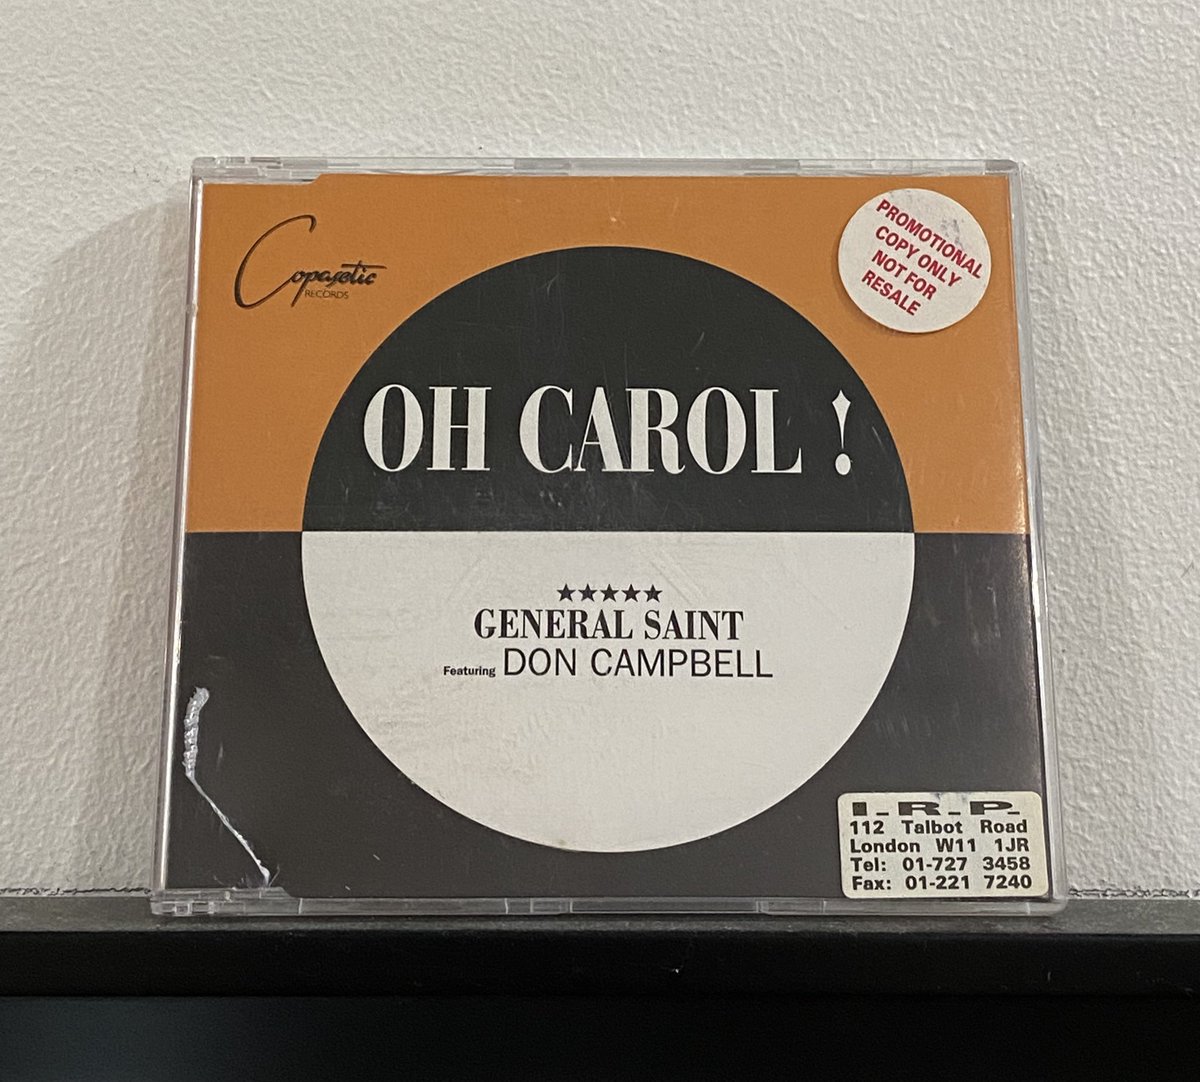 Copasetic
RECORDS
PROMOTIONAL
COPY ONLY
NOT FOR
RESALE
OH CAROL !
★★★★★
GENERAL SAINT
Featuring DON CAMPBELL
I.R.P.
112 Talbot Road
London W11 1JR
Tel: 01-727 3458
Fax: 01-221 7240